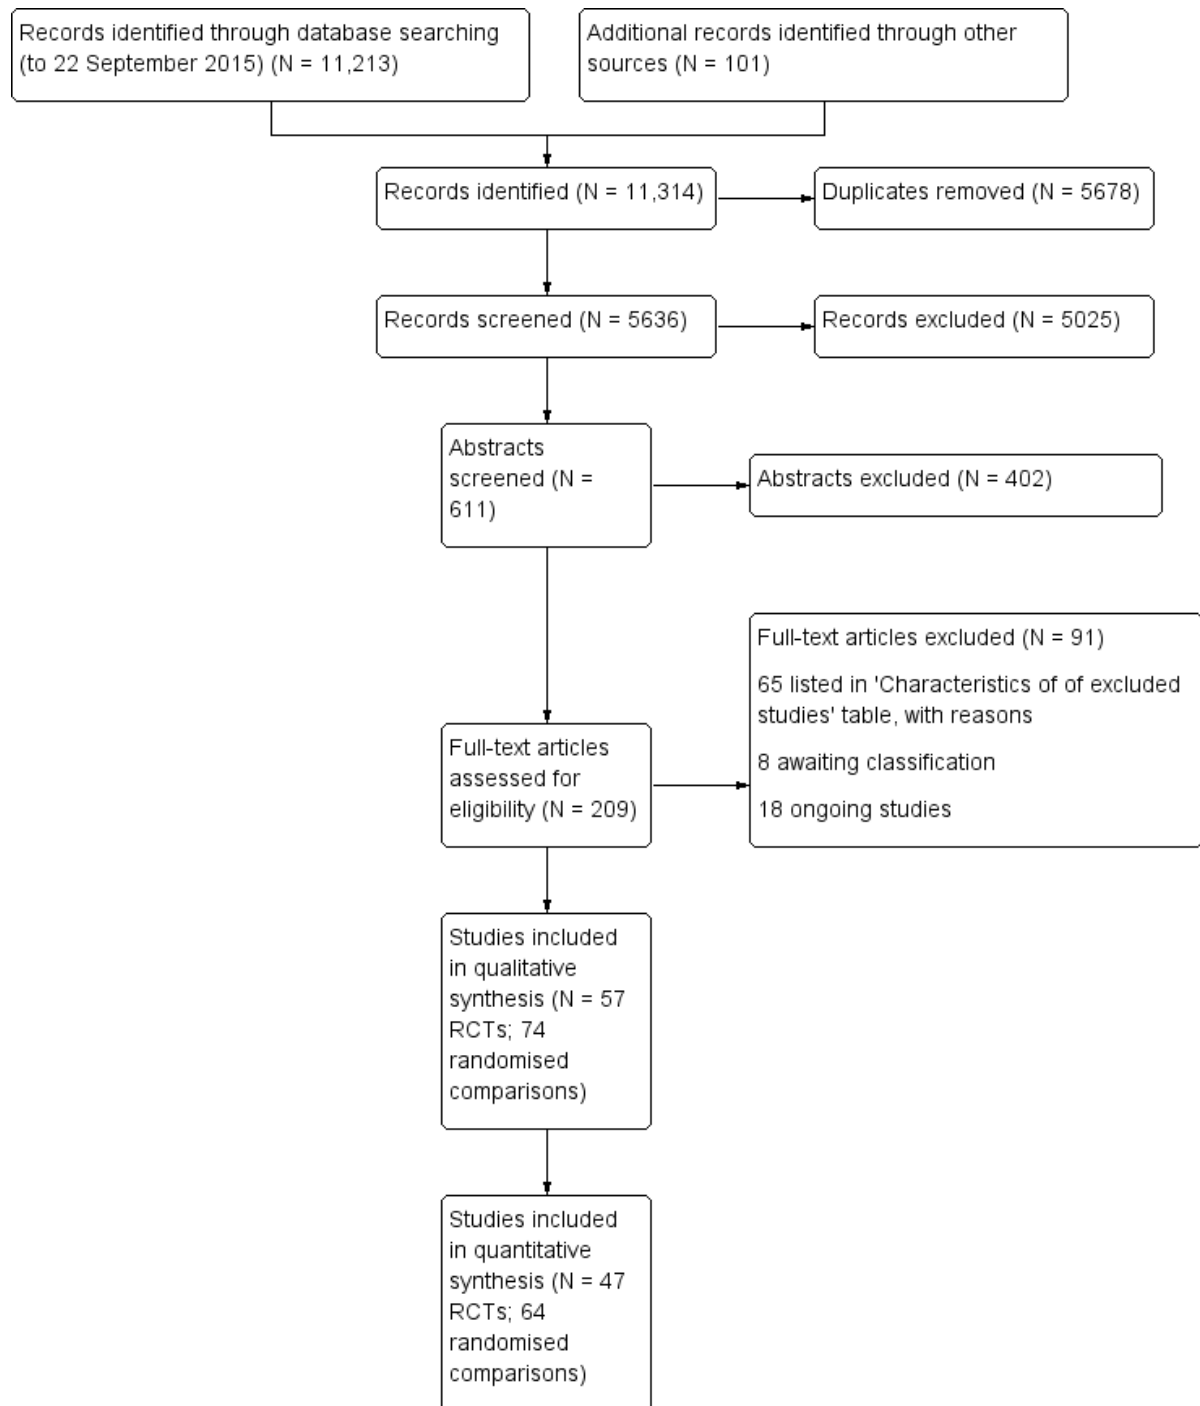 Records identified through database searching
(to 22 September 2015) (N = 11,213)
Additional records identified through other
sources (N = 101)
Records identified (N = 11,314)
Duplicates removed (N = 5678)
Records screened (N = 5636)
Records excluded (N = 5025)
Abstracts
screened (N =
611)
Abstracts excluded (N = 402)
Full-text articles excluded (N = 91)
65 listed in 'Characteristics of of excluded
studies' table, with reasons
8 awaiting classification
18 ongoing studies
Full-text articles
assessed for
eligibility (N = 209)
Studies included
in qualitative
synthesis (N = 57
RCTs; 74
randomised
comparisons)
Studies included
in quantitative
synthesis (N = 47
RCTs; 64
randomised
comparisons)